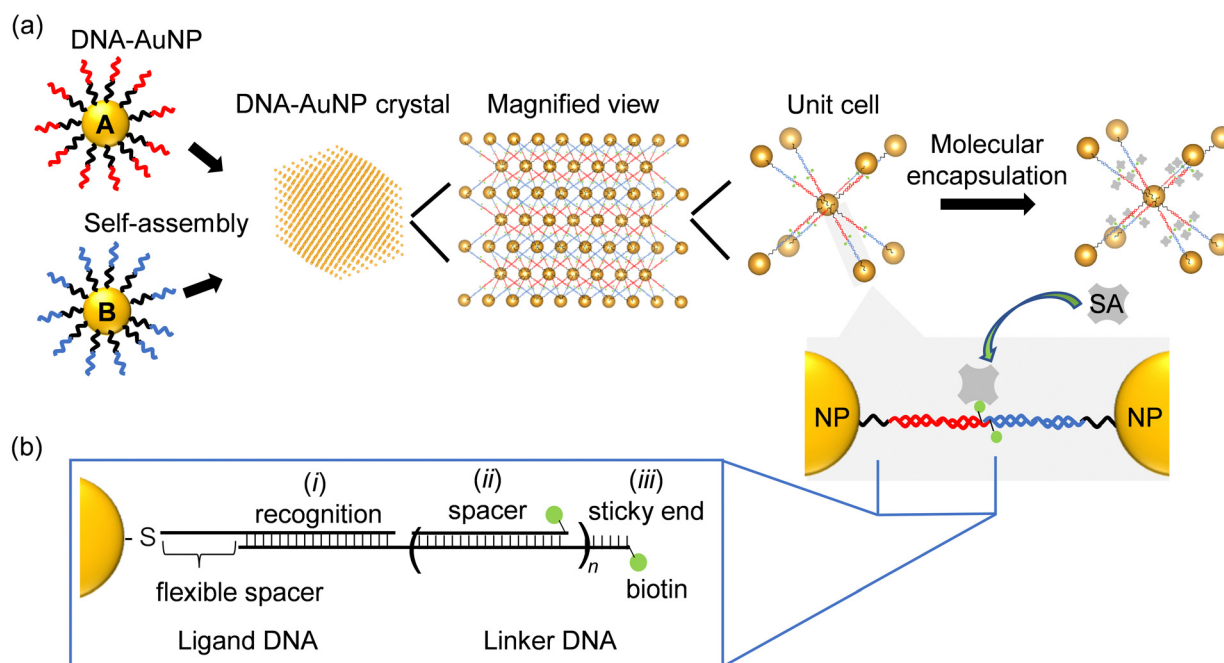 (a)
DNA-AuNP
A
Self-assembly
B
DNA-AuNP crystal
Magnified view
Unit cell
Molecular
encapsulation
SA
NP
NP
(b)
(i)
recognition
(ii)
spacer
(iii)
sticky end
- S
n
flexible spacer
biotin
Ligand DNA
Linker DNA